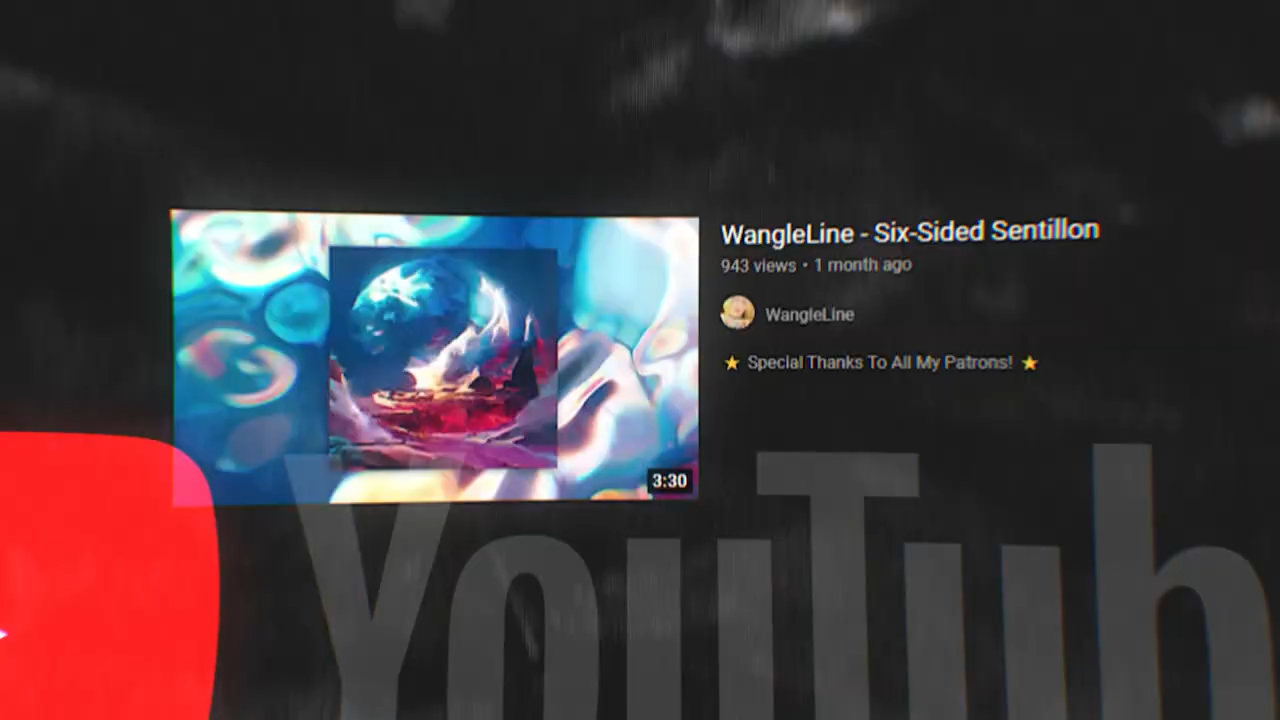 WangleLine - Six-Sided Sentillon
943 views • 1 month ago
WangleLine
⭐ Special Thanks To All My Patrons! ⭐
3:30
YouTub